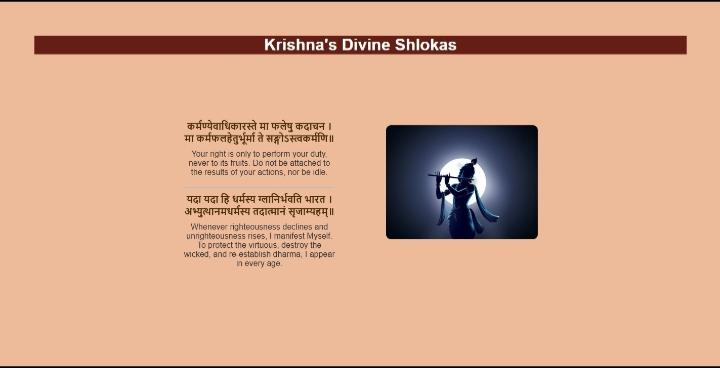 Krishna's Divine Shlokas
कर्मण्येवाधिकारस्ते मा फलेषु कदाचन ।
मा कर्मफलहेतुर्भूर्मा ते सङ्गोऽस्त्वकर्मणि॥
Your right is only to perform your duty,
never to its fruits. Do not be attached to
the results of your actions, nor be idle.
यदा यदा हि धर्मस्य ग्लानिर्भवति भारत ।
अभ्युत्थानमधर्मस्य तदात्मानं सृजाम्यहम्॥
Whenever righteousness declines and
unrighteousness rises, I manifest Myself.
To protect the virtuous, destroy the
wicked, and re-establish dharma, I appear
in every age.